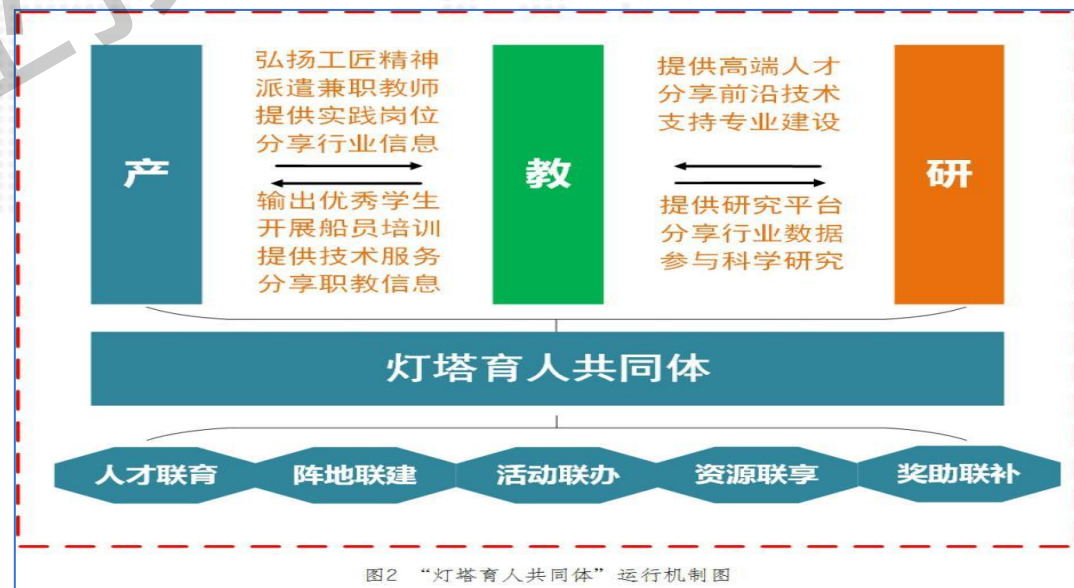 产
弘扬工匠精神
派遣兼职教师
提供实践岗位
分享行业信息
输出优秀学生
开展船员培训
提供技术服务
分享职教信息
教
提供高端人才
分享前沿技术
支持专业建设
提供研究平台
分享行业数据
参与科学研究
研
灯塔育人共同体
人才联育
阵地联建
活动联办
资源联享
奖助联补
图2 “灯塔育人共同体”运行机制图